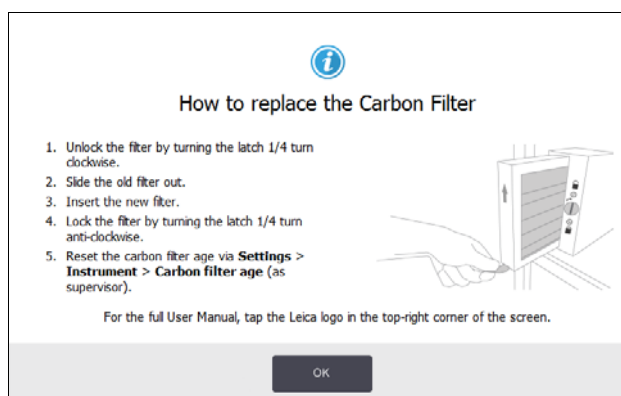 How to replace the Carbon Filter
1. Unlock the filter by turning the latch 1/4 turn
clockwise.
2. Slide the old filter out.
3. Insert the new filter.
4. Lock the filter by turning the latch 1/4 turn
anti-clockwise.
5. Reset the carbon filter age via Settings >
Instrument > Carbon filter age (as
supervisor).
For the full User Manual, tap the Leica logo in the top-right corner of the screen.
OK